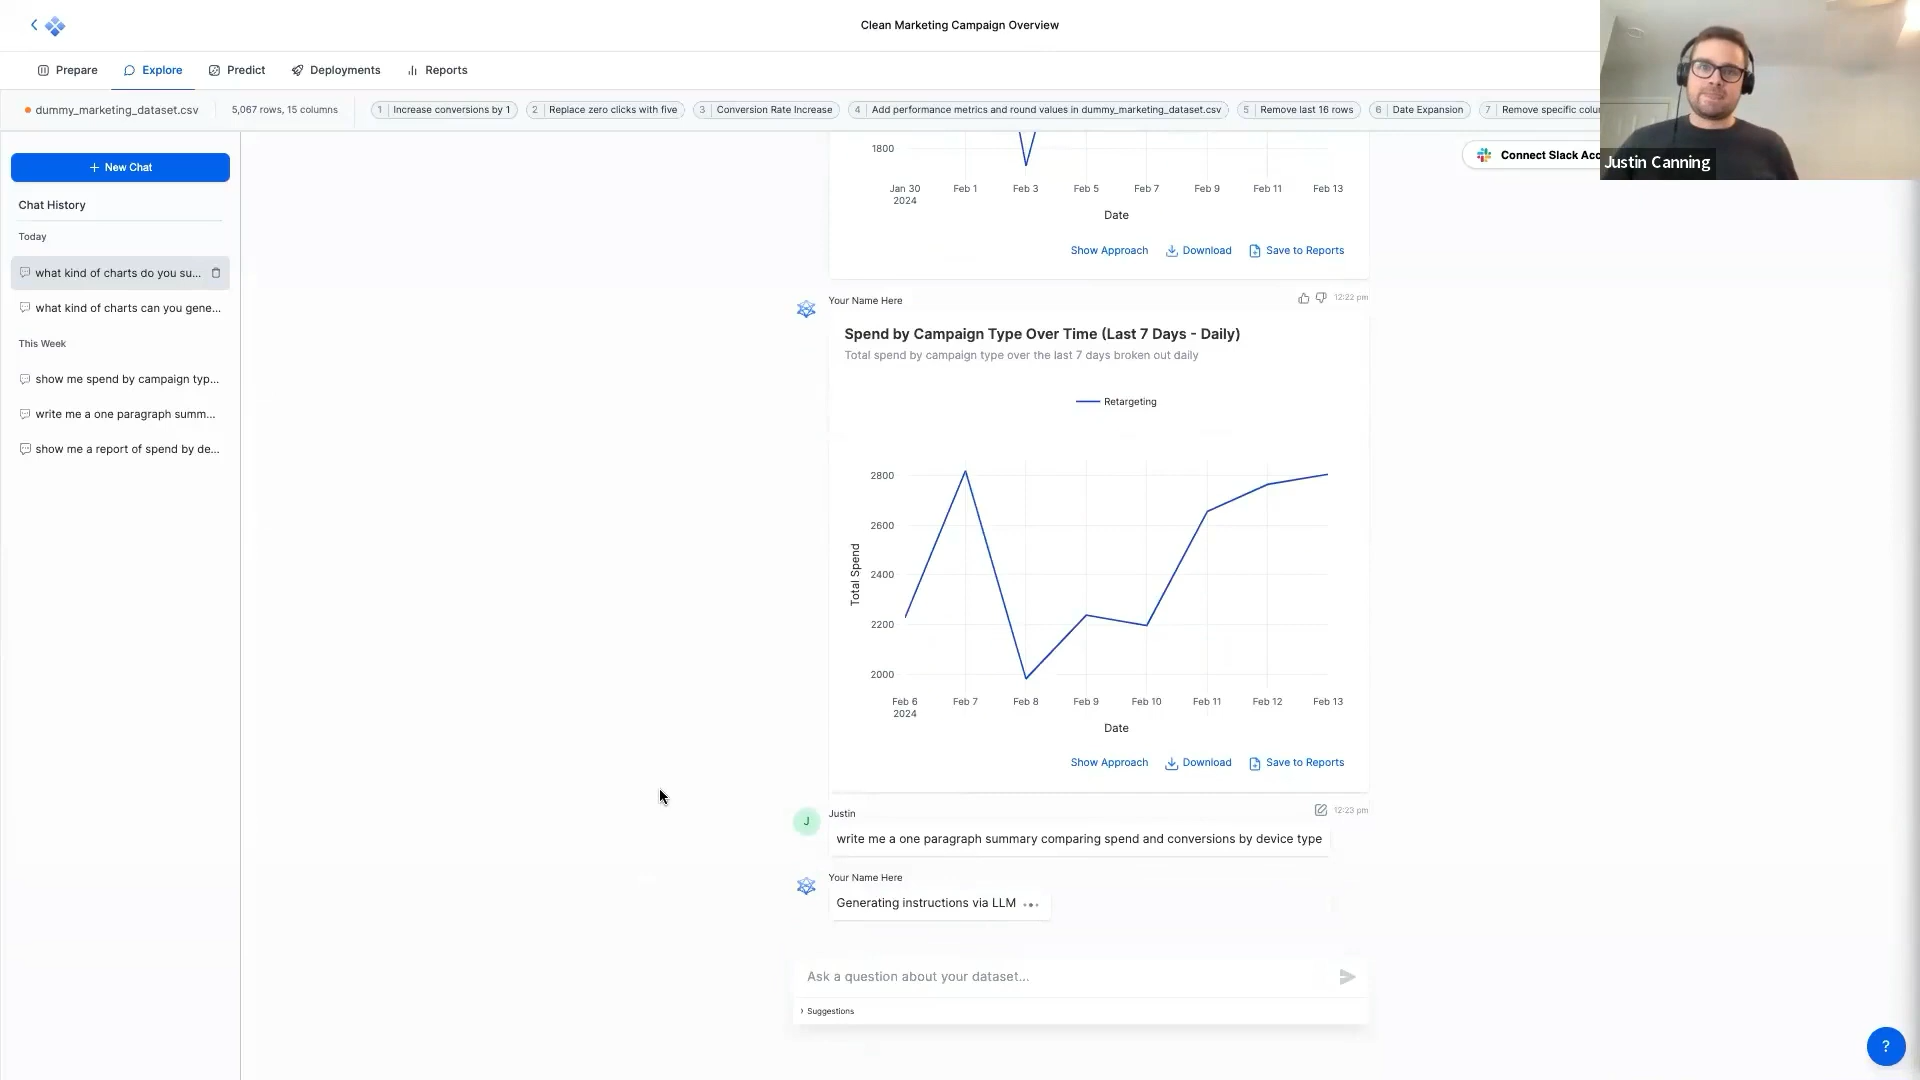 Clean Marketing Campaign Overview
Prepare
Explore
Predict
Deployments
Reports
dummy_marketing_dataset.csv
5,067 rows, 15 columns
1 Increase conversions by 1
2 Replace zero clicks with five
3 Conversion Rate Increase
4 Add performance metrics and round values in dummy_marketing_dataset.csv
5 Remove last 16 rows
6 Date Expansion
7 Remove specific colu
Justin Canning
Connect Slack Acc
+ New Chat
Chat History
Today
what kind of charts do you su...
what kind of charts can you gene...
This Week
show me spend by campaign typ...
write me a one paragraph summ...
show me a report of spend by de...
1800
Jan 30 Feb 1 Feb 3 Feb 5 Feb 7 Feb 9 Feb 11 Feb 13
2024
Date
Show Approach Download Save to Reports
Your Name Here 12:22 pm
Spend by Campaign Type Over Time (Last 7 Days - Daily)
Total spend by campaign type over the last 7 days broken out daily
Retargeting
Total Spend
2800
2600
2400
2200
2000
Feb 6 Feb 7 Feb 8 Feb 9 Feb 10 Feb 11 Feb 12 Feb 13
2024
Date
Show Approach Download Save to Reports
J Justin 12:23 pm
write me a one paragraph summary comparing spend and conversions by device type
Your Name Here
Generating instructions via LLM
Ask a question about your dataset...
› Suggestions
?